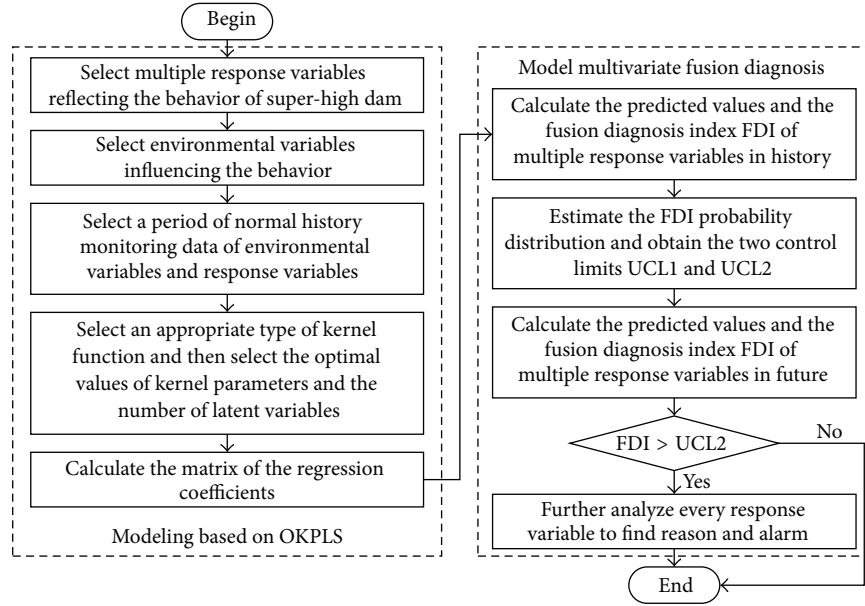 Begin
Select multiple response variables
reflecting the behavior of super-high dam
Select environmental variables
influencing the behavior
Select a period of normal history
monitoring data of environmental
variables and response variables
Select an appropriate type of kernel
function and then select the optimal
values of kernel parameters and the
number of latent variables
Calculate the matrix of the regression
coefficients
Modeling based on OKPLS
Model multivariate fusion diagnosis
Calculate the predicted values and the
fusion diagnosis index FDI of
multiple response variables in history
Estimate the FDI probability
distribution and obtain the two control
limits UCL1 and UCL2
Calculate the predicted values and the
fusion diagnosis index FDI of
multiple response variables in future
FDI > UCL2
No
Yes
Further analyze every response
variable to find reason and alarm
End